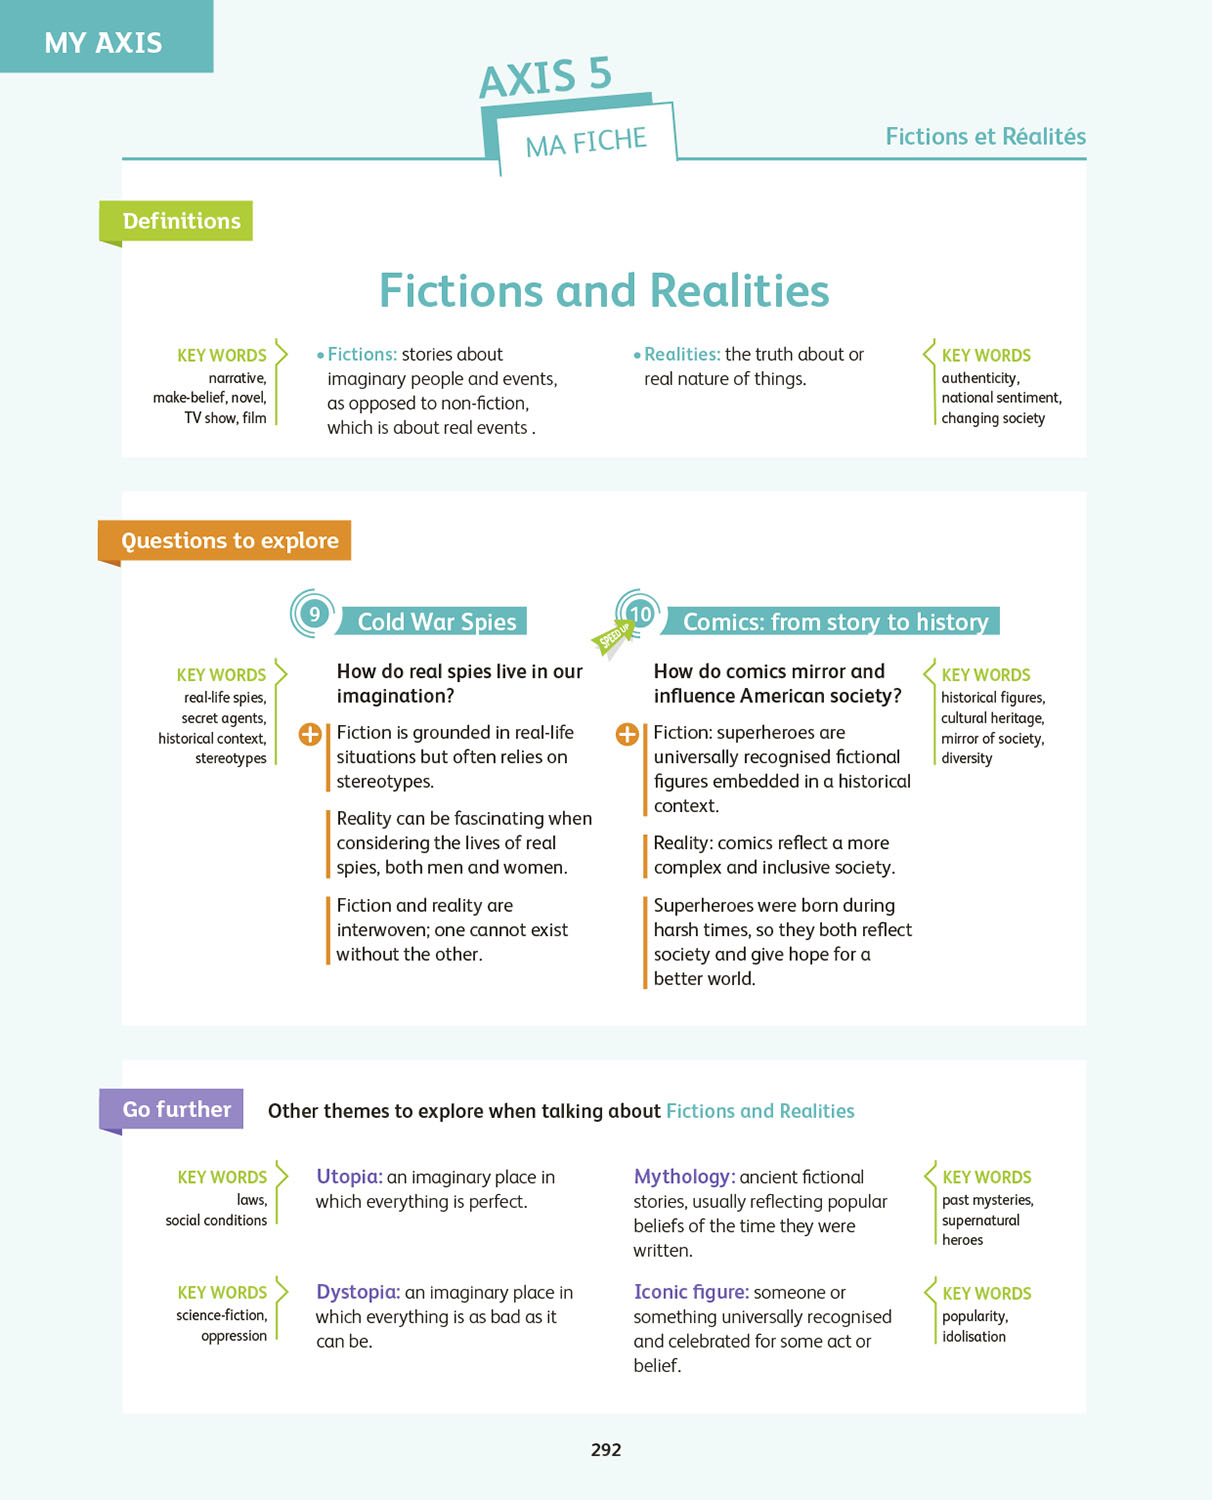 MY AXIS
AXIS 5
MA FICHE
Fictions et Réalités
Definitions
Fictions and Realities
KEY WORDS
narrative,
make-belief, novel,
TV show, film
• Fictions: stories about
imaginary people and events,
as opposed to non-fiction,
which is about real events .
• Realities: the truth about or
real nature of things.
KEY WORDS
authenticity,
national sentiment,
changing society
Questions to explore
9
Cold War Spies
KEY WORDS
real-life spies,
secret agents,
historical context,
stereotypes
How do real spies live in our
imagination?
+
Fiction is grounded in real-life
situations but often relies on
stereotypes.
Reality can be fascinating when
considering the lives of real
spies, both men and women.
Fiction and reality are
interwoven; one cannot exist
without the other.
10
SPEED UP
Comics: from story to history
How do comics mirror and
influence American society?
+
Fiction: superheroes are
universally recognised fictional
figures embedded in a historical
context.
Reality: comics reflect a more
complex and inclusive society.
Superheroes were born during
harsh times, so they both reflect
society and give hope for a
better world.
KEY WORDS
historical figures,
cultural heritage,
mirror of society,
diversity
Go further
Other themes to explore when talking about Fictions and Realities
KEY WORDS
laws,
social conditions
Utopia: an imaginary place in
which everything is perfect.
Mythology: ancient fictional
stories, usually reflecting popular
beliefs of the time they were
written.
KEY WORDS
past mysteries,
supernatural
heroes
KEY WORDS
science-fiction,
oppression
Dystopia: an imaginary place in
which everything is as bad as it
can be.
Iconic figure: someone or
something universally recognised
and celebrated for some act or
belief.
KEY WORDS
popularity,
idolisation
292